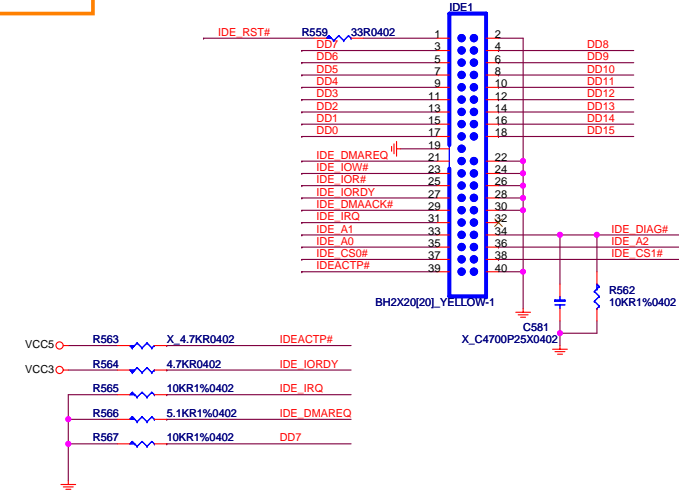 IDE1
IDE_RST# R559 33R0402 1 2
DD7 3 4 DD8
DD6 5 6 DD9
DD5 7 8 DD10
DD4 9 10 DD11
DD3 11 12 DD12
DD2 13 14 DD13
DD1 15 16 DD14
DD0 17 18 DD15
19
IDE_DMAREQ 21 22
IDE_IOW# 23 24
IDE_IOR# 25 26
IDE_IORDY 27 28
IDE_DMAACK# 29 30
IDE_IRQ 31 32
IDE_A1 33 34 IDE_DIAG#
IDE_A0 35 36 IDE_A2
IDE_CS0# 37 38 IDE_CS1#
IDEACTP# 39 40
BH2X20[20]_YELLOW-1
R562
10KR1%0402
C581
X_C4700P25X0402
VCC5 R563 X_4.7KR0402 IDEACTP#
VCC3 R564 4.7KR0402 IDE_IORDY
R565 10KR1%0402 IDE_IRQ
R566 5.1KR1%0402 IDE_DMAREQ
R567 10KR1%0402 DD7